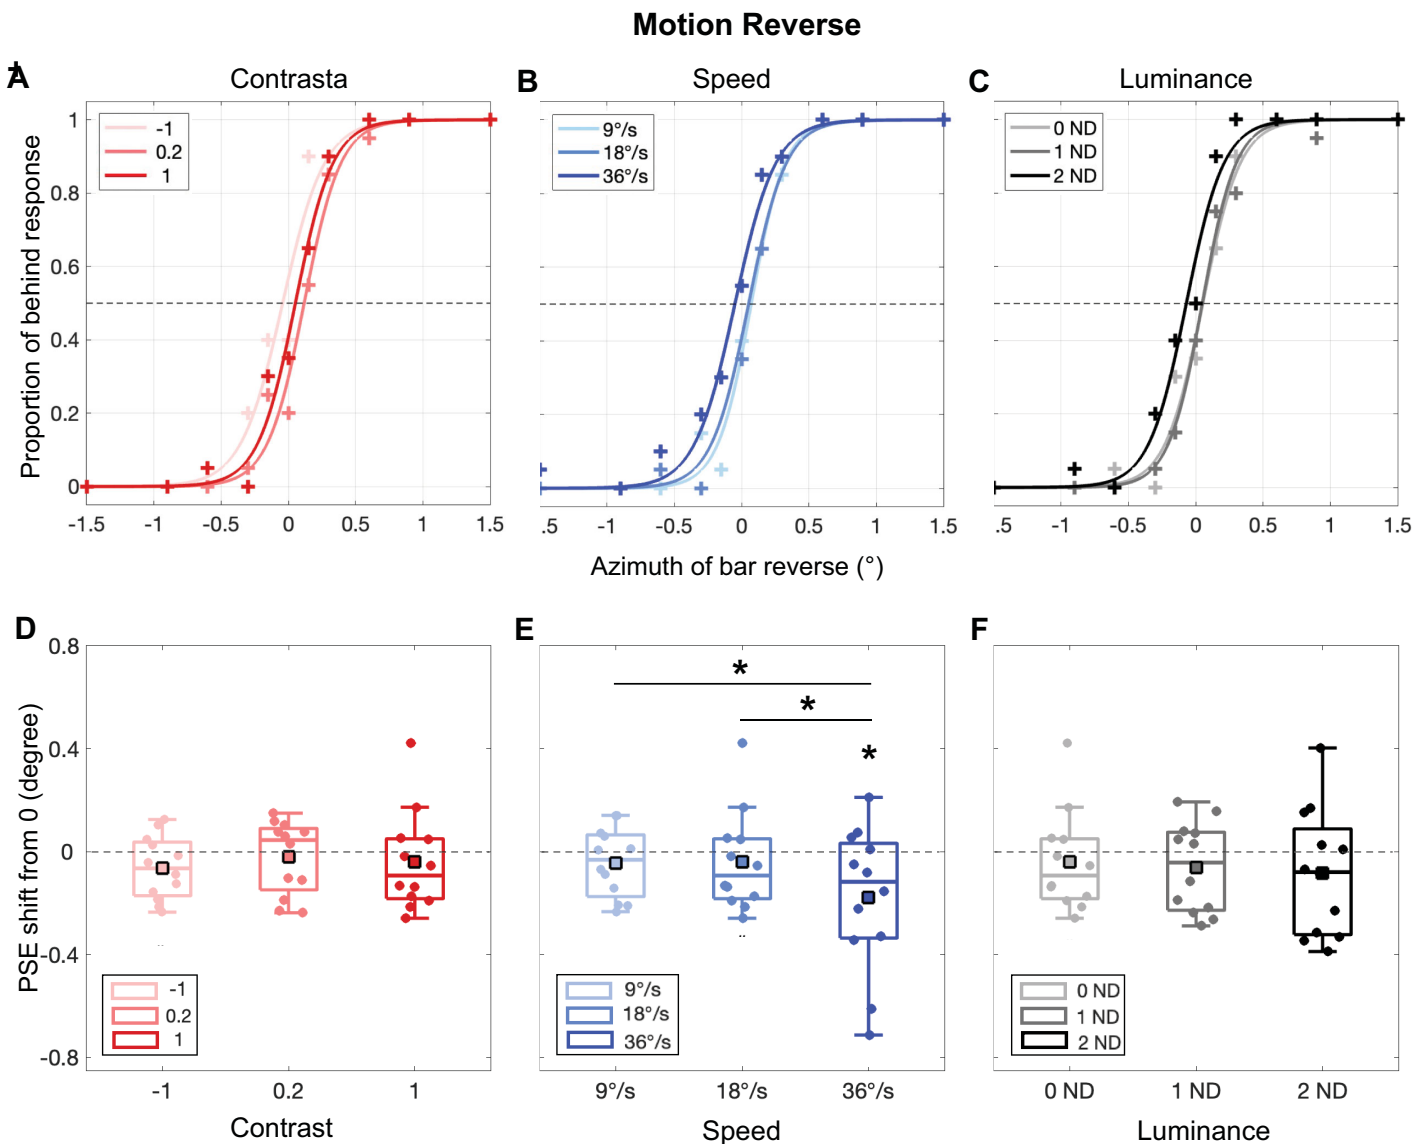 Motion Reverse
A Contrasta
B Speed
C Luminance
-1
0.2
1
9°/s
18°/s
36°/s
0 ND
1 ND
2 ND
Proportion of behind response
1
0.8
0.6
0.4
0.2
0
-1.5 -1 -0.5 0 0.5 1 1.5
.5 -1 -0.5 0 0.5 1 1.5
.5 -1 -0.5 0 0.5 1 1.5
Azimuth of bar reverse (°)
D
E
F
PSE shift from 0 (degree)
0.8
0.4
0
-0.4
-0.8
*
*
*
-1
0.2
1
9°/s
18°/s
36°/s
0 ND
1 ND
2 ND
-1 0.2 1
9°/s 18°/s 36°/s
0 ND 1 ND 2 ND
Contrast
Speed
Luminance